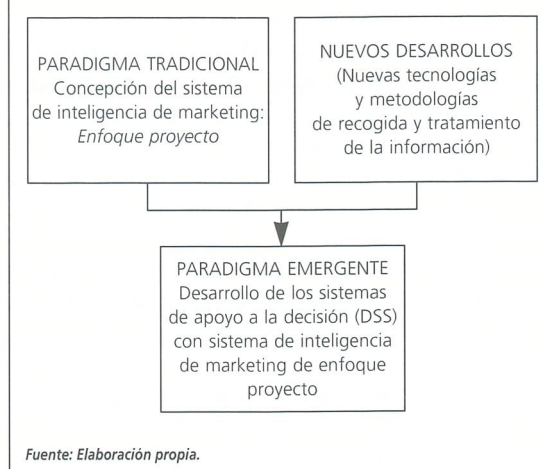 PARADIGMA TRADICIONAL
Concepción del sistema
de inteligencia de marketing:
Enfoque proyecto
NUEVOS DESARROLLOS
(Nuevas tecnologías
y metodologías
de recogida y tratamiento
de la información)
PARADIGMA EMERGENTE
Desarrollo de los sistemas
de apoyo a la decisión (DSS)
con sistema de inteligencia
de marketing de enfoque
proyecto
Fuente: Elaboración propia.